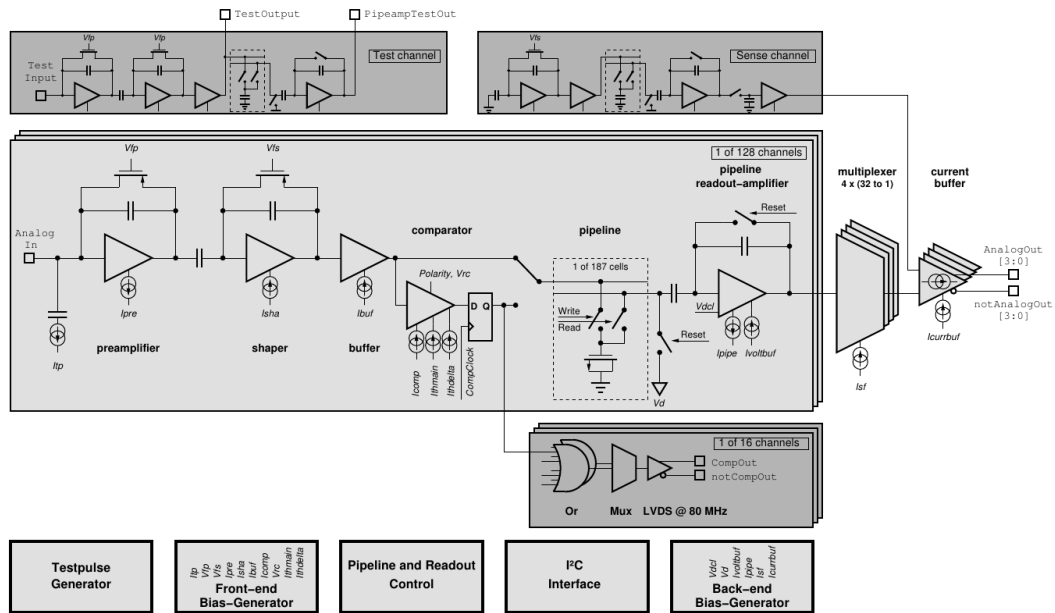 TestOutput
PipeampTestOut
Vfp
Vfp
Test channel
Test
Input
Vfs
Sense channel
1 of 128 channels
Vfp
Vfs
pipeline
readout−amplifier
multiplexer
4 x (32 to 1)
current
buffer
Reset
Analog
In
comparator
pipeline
1 of 187 cells
AnalogOut
[3:0]
notAnalogOut
[3:0]
Polarity, Vrc
D Q
Write
Read
Reset
Vdcl
Ipre
Isha
Ibuf
Ipipe
Ivoltbuf
Icurrbuf
preamplifier
shaper
buffer
Itp
Icomp
Ithmain
Ithdelta
CompClock
Vd
Isf
1 of 16 channels
CompOut
notCompOut
Or
Mux
LVDS @ 80 MHz
Testpulse
Generator
Itp
Vfp
Vfs
Ipre
Isha
Ibuf
Icomp
Vrc
Ithmain
Ithdelta
Front−end
Bias−Generator
Pipeline and Readout
Control
I²C
Interface
Vdcl
Vd
Ivoltbuf
Ipipe
Isf
Icurrbuf
Back−end
Bias−Generator